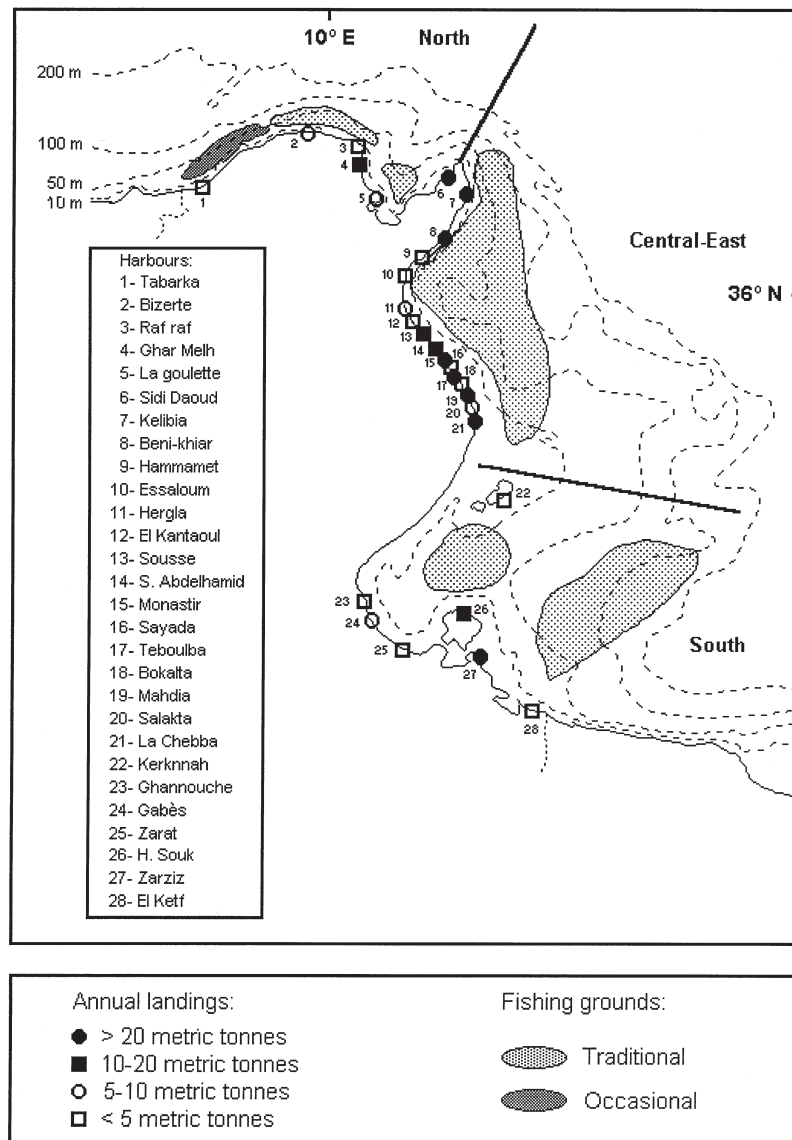 10° E
North
200 m
100 m
50 m
10 m
1
2
3
4
5
6
7
8
9
10
11
12
13
14
15
16
17
18
19
20
21
22
23
24
25
26
27
28
Central-East
36° N
South
Harbours:
1- Tabarka
2- Bizerte
3- Raf raf
4- Ghar Melh
5- La goulette
6- Sidi Daoud
7- Kelibia
8- Beni-khiar
9- Hammamet
10- Essaloum
11- Hergla
12- El Kantaoul
13- Sousse
14- S. Abdelhamid
15- Monastir
16- Sayada
17- Teboulba
18- Bokalta
19- Mahdia
20- Salakta
21- La Chebba
22- Kerknnah
23- Ghannouche
24- Gabès
25- Zarat
26- H. Souk
27- Zarziz
28- El Ketf
Annual landings:
> 20 metric tonnes
10-20 metric tonnes
5-10 metric tonnes
< 5 metric tonnes
Fishing grounds:
Traditional
Occasional